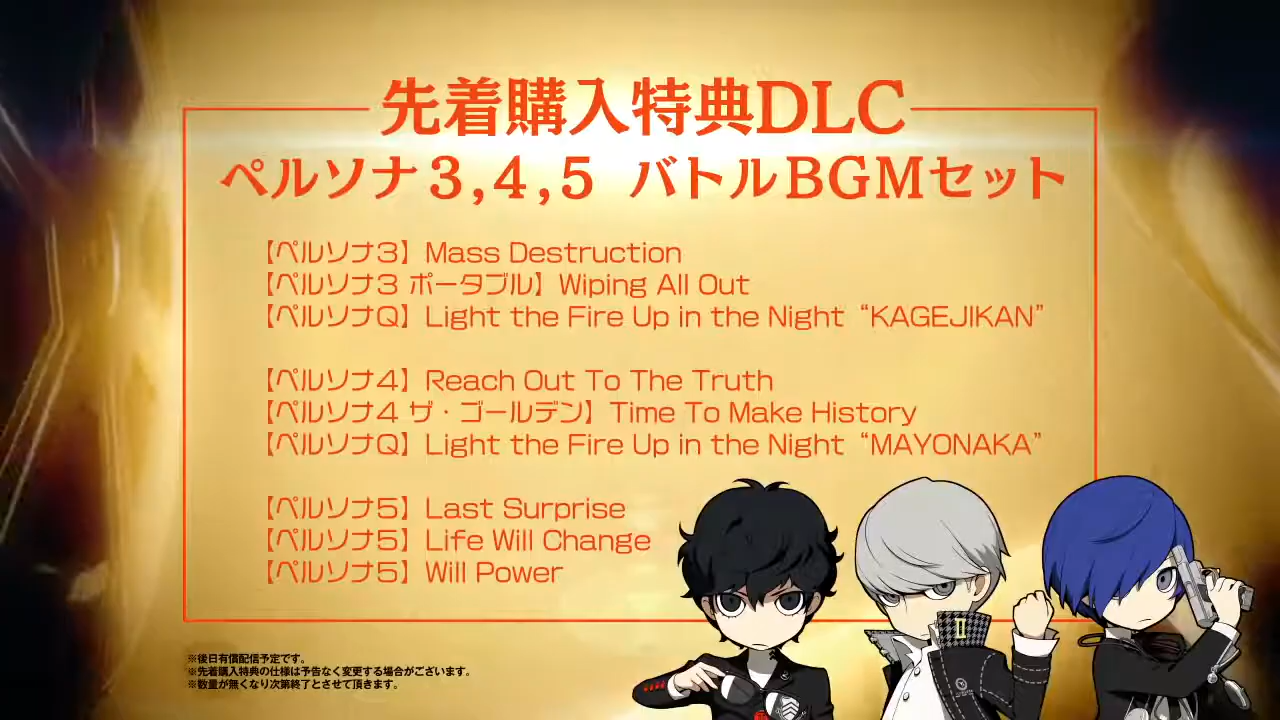 先着購入特典DLC
ペルソナ3,4,5 バトルBGMセット
【ペルソナ3】Mass Destruction
【ペルソナ3 ポータブル】Wiping All Out
【ペルソナQ】Light the Fire Up in the Night “KAGEJIKAN”
【ペルソナ4】Reach Out To The Truth
【ペルソナ4 ザ・ゴールデン】Time To Make History
【ペルソナQ】Light the Fire Up in the Night “MAYONAKA”
【ペルソナ5】Last Surprise
【ペルソナ5】Life Will Change
【ペルソナ5】Will Power
※後日有償配信予定です。
※先着購入特典の仕様は予告なく変更する場合がございます。
※数量が無くなり次第終了とさせて頂きます。